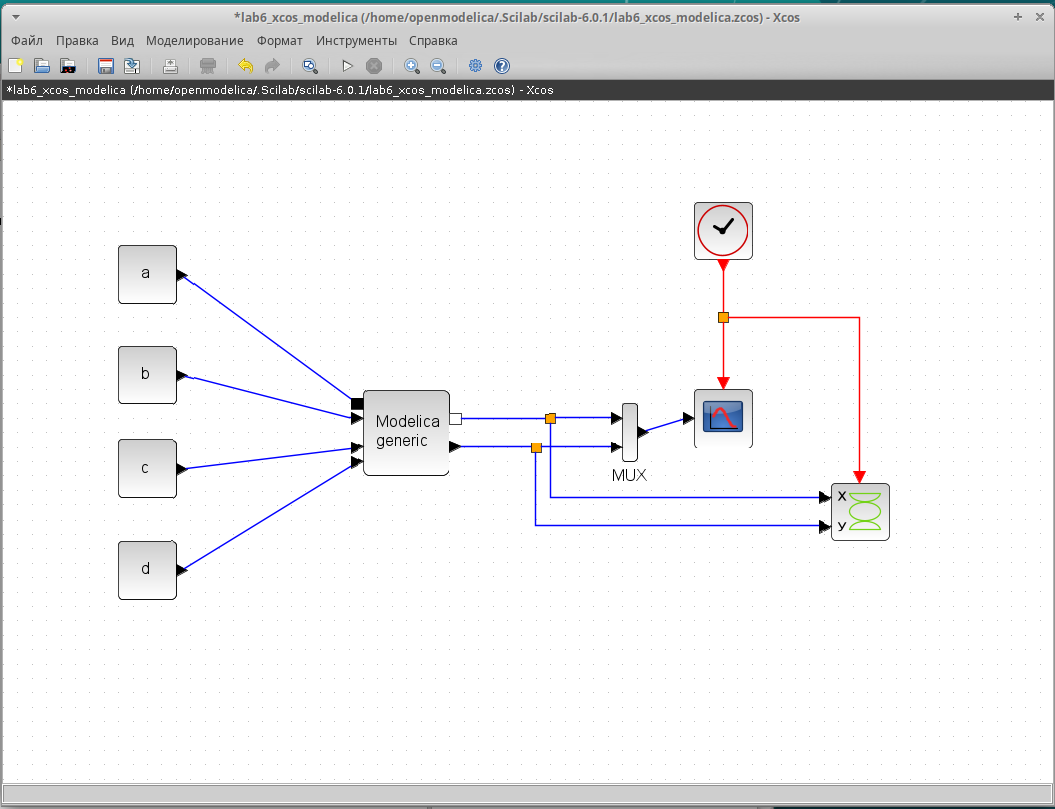 *lab6_xcos_modelica (/home/openmodelica/.Scilab/scilab-6.0.1/lab6_xcos_modelica.zcos) - Xcos
Файл Правка Вид Моделирование Формат Инструменты Справка
*lab6_xcos_modelica (/home/openmodelica/.Scilab/scilab-6.0.1/lab6_xcos_modelica.zcos) - Xcos
a
b
c
d
Modelica
generic
MUX
X
y